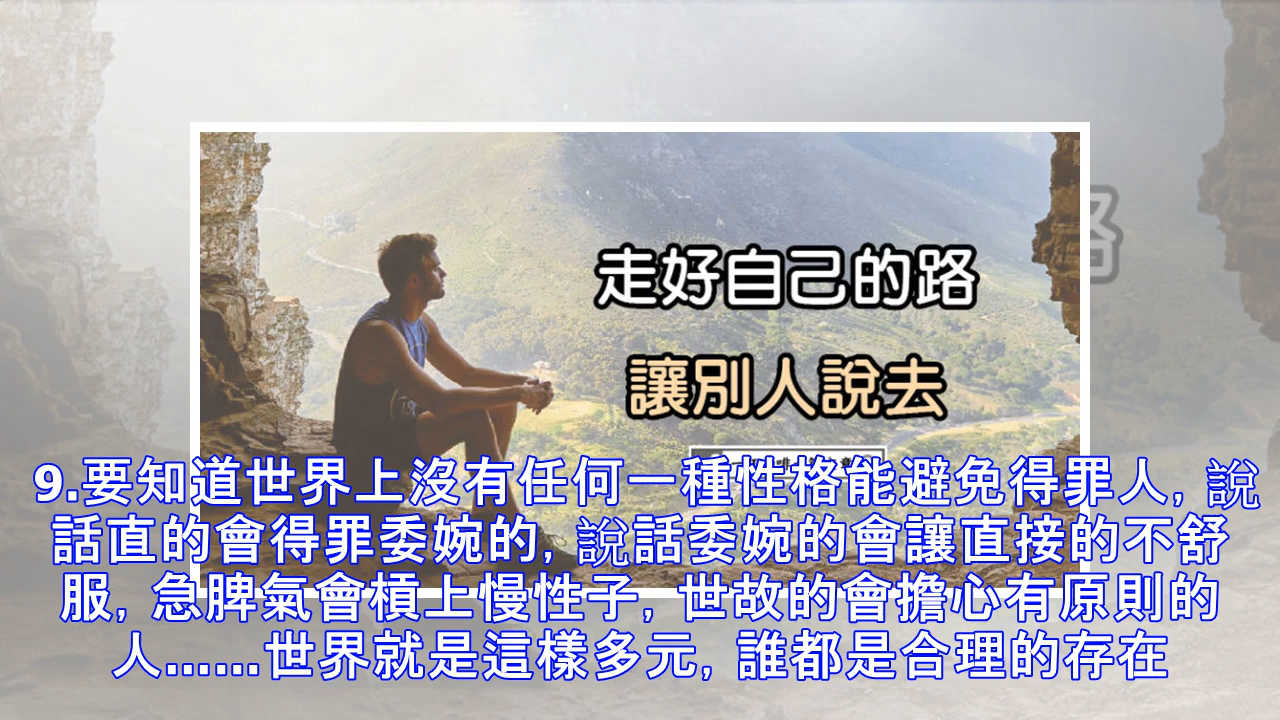 走好自己的路
讓別人說去
9.要知道世界上沒有任何一種性格能避免得罪人, 說
話直的會得罪委婉的, 說話委婉的會讓直接的不舒
服, 急脾氣會槓上慢性子, 世故的會擔心有原則的
人......世界就是這樣多元, 誰都是合理的存在